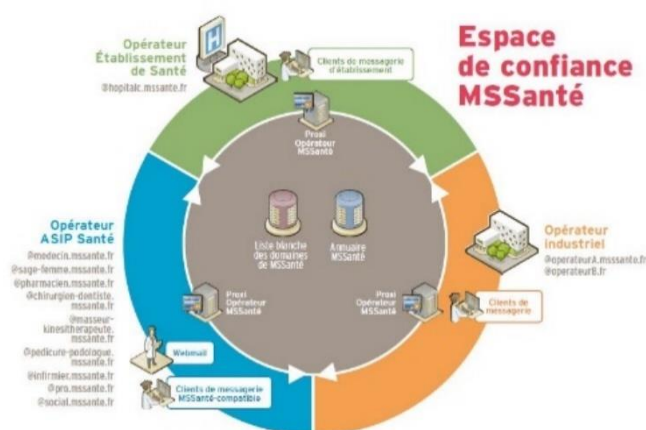 Espace
de confiance
MSSanté
Opérateur
Établissement
de Santé
@hopitalc.mssante.fr
Clients de messagerie
d'établissement
Proxi
Opérateur
MSSanté
Liste blanche
des domaines
de MSSanté
Annuaire
MSSanté
Opérateur
ASIP Santé
@medecin.mssante.fr
@sage-femme.mssante.fr
@pharmacien.mssante.fr
@chirurgien-dentiste.
mssante.fr
@masseur-
kinesitherapeute.
mssante.fr
@pedicure-podologue.
mssante.fr
@infirmier.mssante.fr
@pro.mssante.fr
@social.mssante.fr
Webmail
Clients de messagerie
MSSanté-compatible
Proxi
Opérateur
MSSanté
Proxi
Opérateur
MSSanté
Opérateur
industriel
@operateurA.msssante.fr
@operateurB.fr
Clients de
messagerie
H